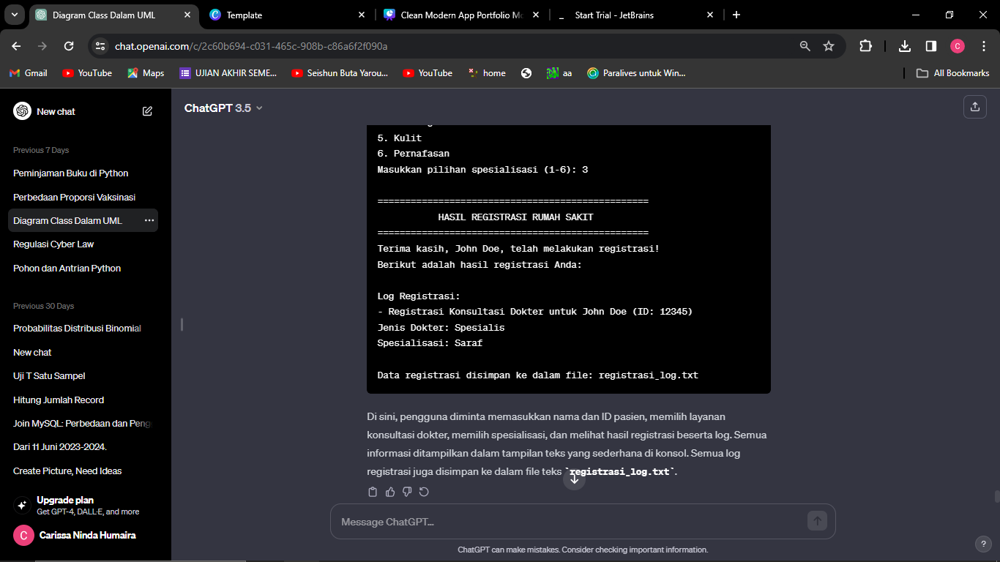 Diagram Class Dalam UML
Template
Clean Modern App Portfolio Mo
Start Trial - JetBrains
chat.openai.com/c/2c60b694-c031-465c-908b-c86a6f2f090a
C
Gmail
YouTube
Maps
UJIAN AKHIR SEME...
Seishun Buta Yarou...
YouTube
home
aa
Paralives untuk Win...
All Bookmarks
New chat
ChatGPT 3.5
Previous 7 Days
Peminjaman Buku di Python
Perbedaan Proporsi Vaksinasi
Diagram Class Dalam UML
Regulasi Cyber Law
Pohon dan Antrian Python
Previous 30 Days
Probabilitas Distribusi Binomial
New chat
Uji T Satu Sampel
Hitung Jumlah Record
Join MySQL: Perbedaan dan Peng
Dari 11 Juni 2023-2024.
Create Picture, Need Ideas
Upgrade plan
Get GPT-4, DALL·E, and more
C
Carissa Ninda Humaira
5. Kulit
6. Pernafasan
Masukkan pilihan spesialisasi (1-6): 3
=================================================
HASIL REGISTRASI RUMAH SAKIT
=================================================
Terima kasih, John Doe, telah melakukan registrasi!
Berikut adalah hasil registrasi Anda:
Log Registrasi:
- Registrasi Konsultasi Dokter untuk John Doe (ID: 12345)
Jenis Dokter: Spesialis
Spesialisasi: Saraf
Data registrasi disimpan ke dalam file: registrasi_log.txt
Di sini, pengguna diminta memasukkan nama dan ID pasien, memilih layanan
konsultasi dokter, memilih spesialisasi, dan melihat hasil registrasi beserta log. Semua
informasi ditampilkan dalam tampilan teks yang sederhana di konsol. Semua log
registrasi juga disimpan ke dalam file teks `registrasi_log.txt`.
Message ChatGPT...
ChatGPT can make mistakes. Consider checking important information.
?